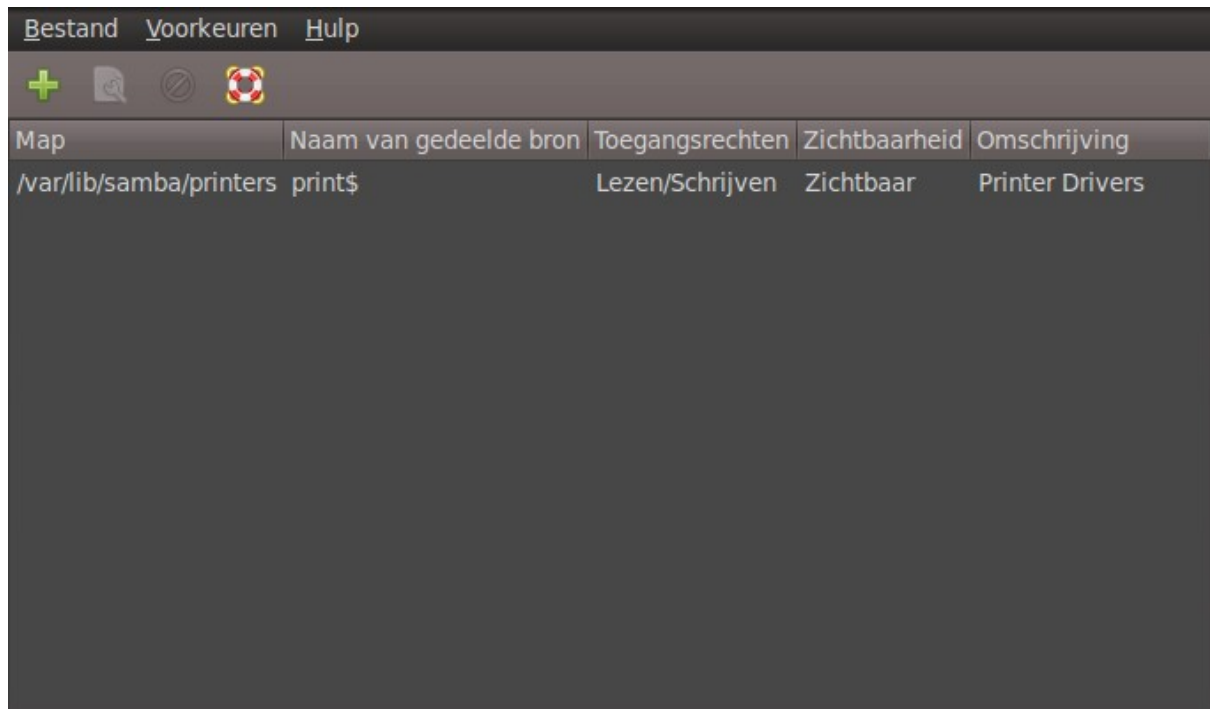 Bestand Voorkeuren Hulp
Map Naam van gedeelde bron Toegangsrechten Zichtbaarheid Omschrijving
/var/lib/samba/printers print$ Lezen/Schrijven Zichtbaar Printer Drivers